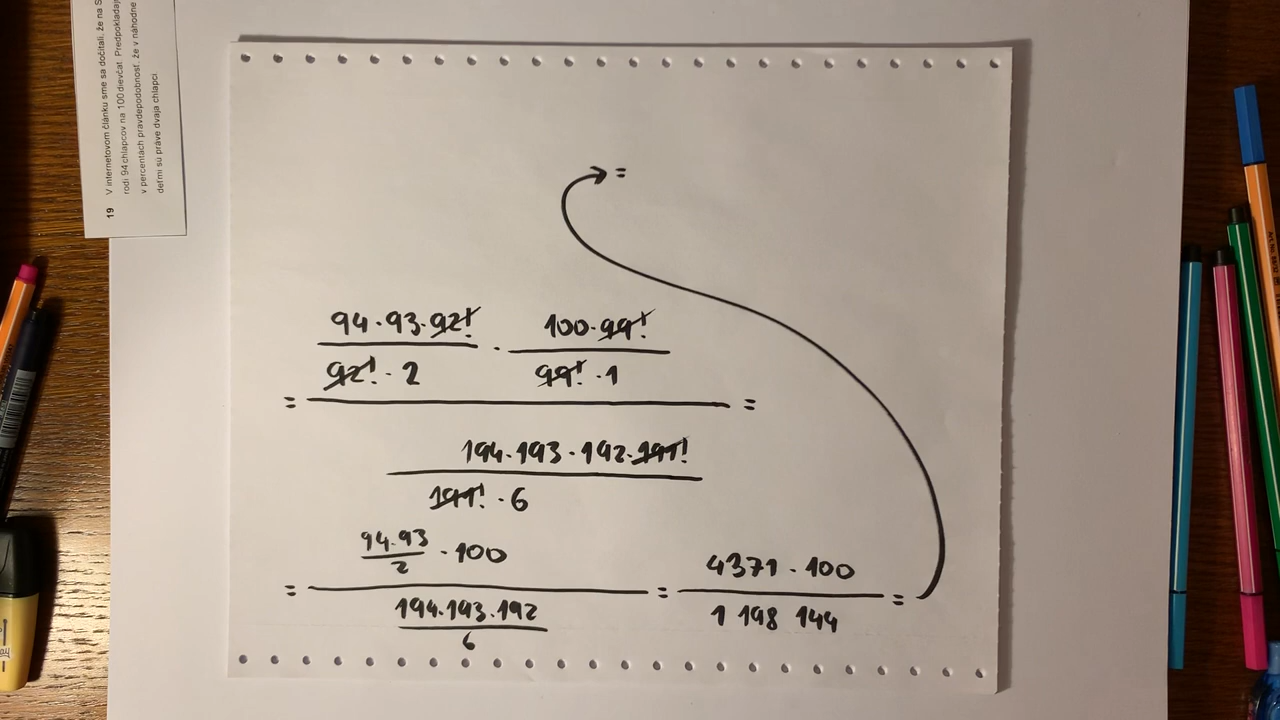 19 V internetovom článku sme sa dočítali, že na S
rodí 94 chlapcov na 100 dievčat. Predpokladaj
v percentách pravdepodobnosť, že v náhodne
deťmi sú práve dvaja chlapci.
=
94 · 93 · 92! · 100 · 99!
92! · 2 99! · 1
= =
194 · 193 · 192 · 191!
191! · 6
94 · 93 / 2 · 100 4371 · 100
= = =
194 · 193 · 192 / 6 1 198 144